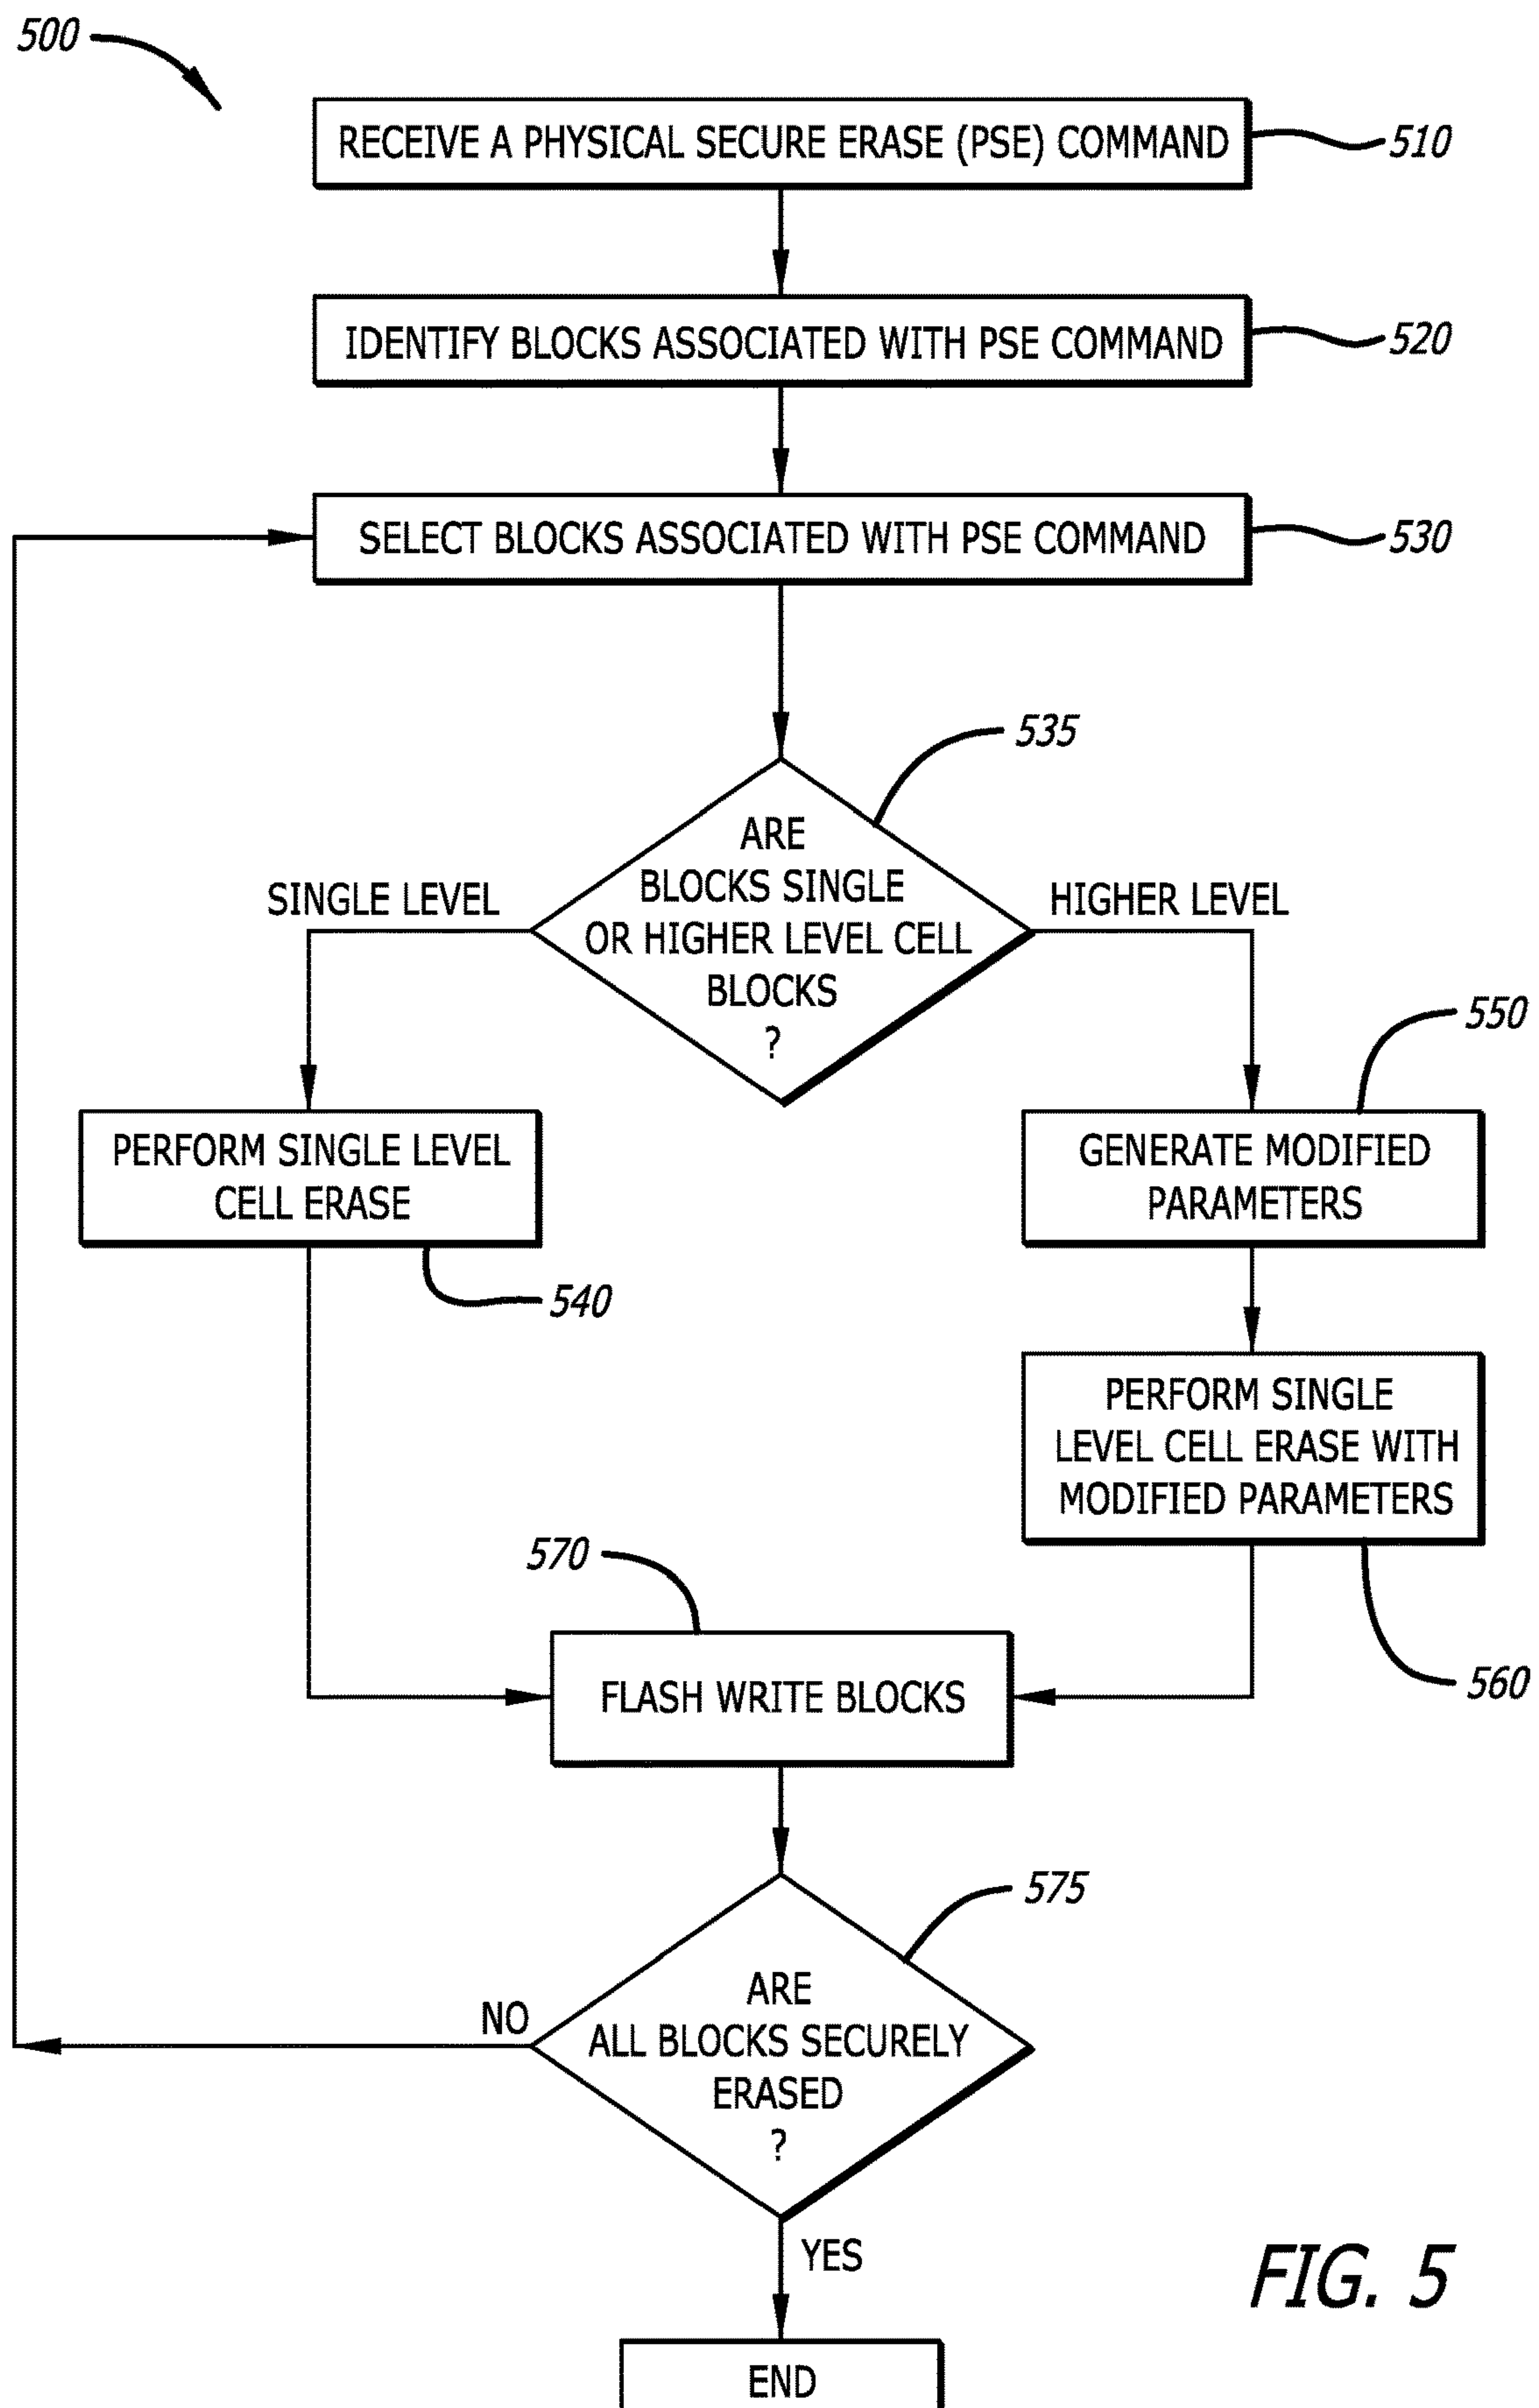 500
RECEIVE A PHYSICAL SECURE ERASE (PSE) COMMAND
510
IDENTIFY BLOCKS ASSOCIATED WITH PSE COMMAND
520
SELECT BLOCKS ASSOCIATED WITH PSE COMMAND
530
535
ARE
BLOCKS SINGLE
OR HIGHER LEVEL CELL
BLOCKS
?
SINGLE LEVEL
HIGHER LEVEL
PERFORM SINGLE LEVEL
CELL ERASE
540
550
GENERATE MODIFIED
PARAMETERS
PERFORM SINGLE
LEVEL CELL ERASE WITH
MODIFIED PARAMETERS
560
570
FLASH WRITE BLOCKS
575
ARE
ALL BLOCKS SECURELY
ERASED
?
NO
YES
END
FIG. 5